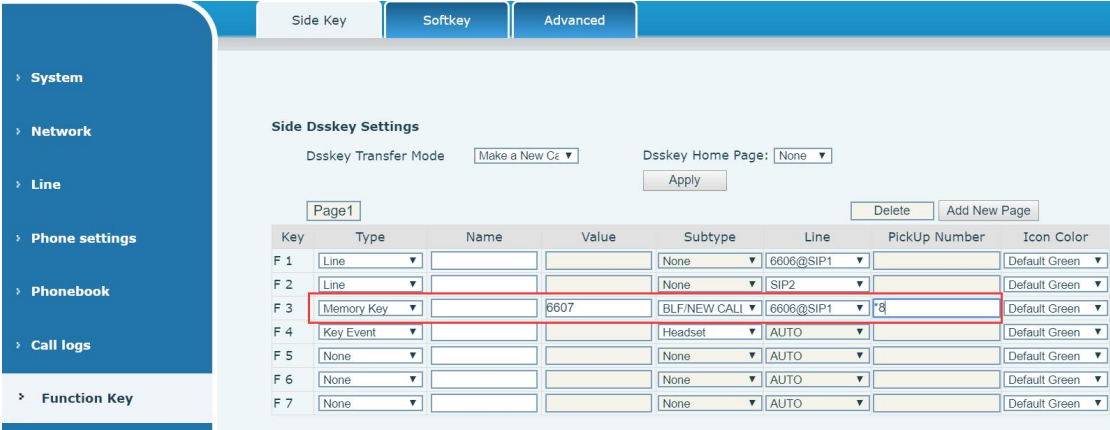 Side Key Softkey Advanced
System
Network
Line
Phone settings
Phonebook
Call logs
Function Key
Side Dsskey Settings
Dsskey Transfer Mode Make a New Ca Dsskey Home Page: None
Apply
Page1 Delete Add New Page
Key Type Name Value Subtype Line PickUp Number Icon Color
F 1 Line None 6606@SIP1 Default Green
F 2 Line None SIP2 Default Green
F 3 Memory Key 6607 BLF/NEW CALL 6606@SIP1 *8 Default Green
F 4 Key Event Headset AUTO Default Green
F 5 None None AUTO Default Green
F 6 None None AUTO Default Green
F 7 None None AUTO Default Green